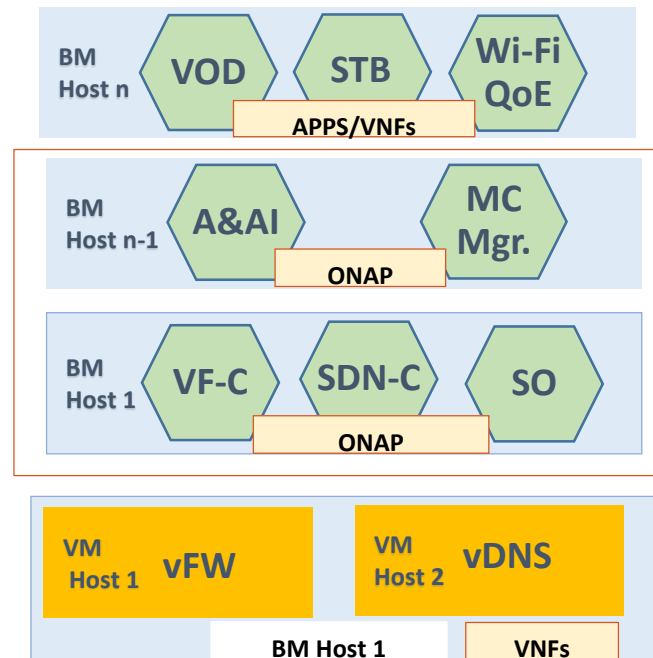 BM
Host n
VOD
STB
Wi-Fi
QoE
APPS/VNFs
BM
Host n-1
A&AI
MC
Mgr.
ONAP
BM
Host 1
VF-C
SDN-C
SO
ONAP
VM
Host 1
vFW
VM
Host 2
vDNS
BM Host 1
VNFs